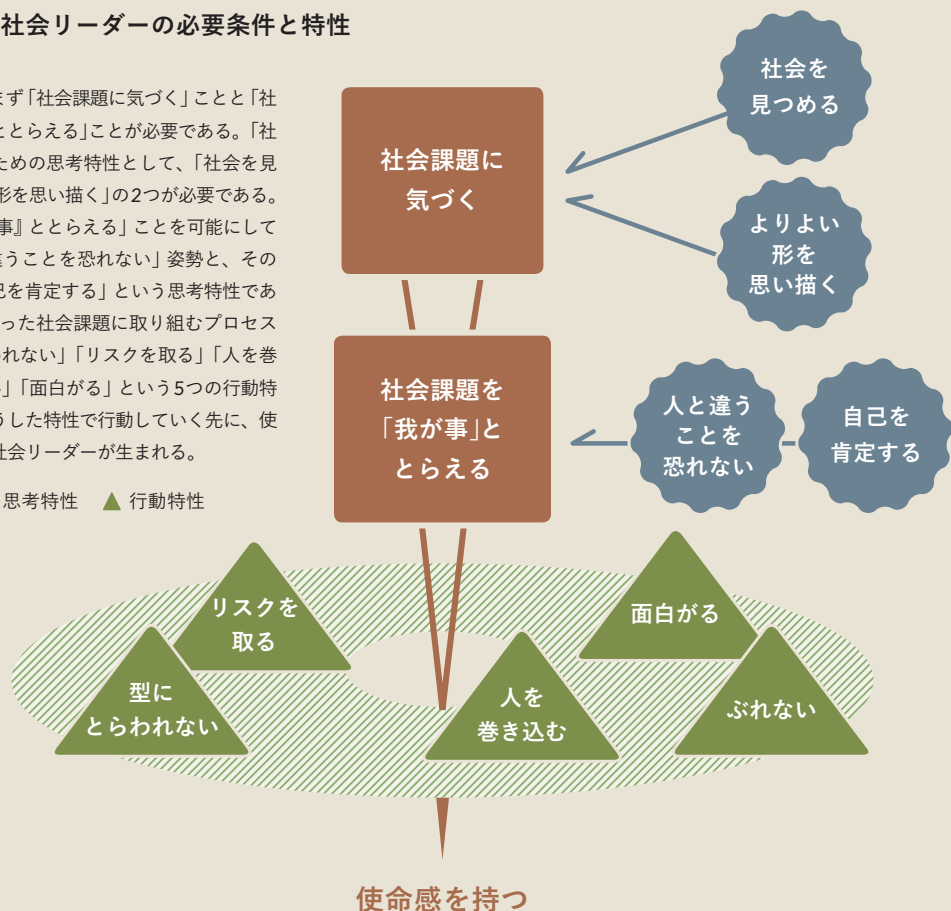 社会リーダーの必要条件と特性
まず「社会課題に気づく」ことと「社
ととらえる」ことが必要である。「社
ための思考特性として、「社会を見
形を思い描く」の2つが必要である。
事』ととらえる」ことを可能にして
違うことを恐れない」姿勢と、その
己を肯定する」という思考特性であ
った社会課題に取り組むプロセス
われない」「リスクを取る」「人を巻
い」「面白がる」という5つの行動特
うした特性で行動していく先に、使
社会リーダーが生まれる。
思考特性 ▲ 行動特性
社会課題に
気づく
社会を
見つめる
よりよい
形を
思い描く
社会課題を
「我が事」と
とらえる
人と違う
ことを
恐れない
自己を
肯定する
リスクを
取る
型に
とらわれない
人を
巻き込む
面白がる
ぶれない
使命感を持つ